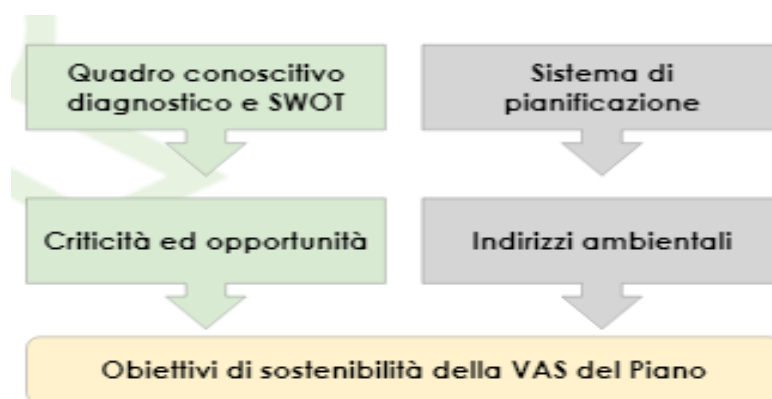 Quadro conoscitivo
diagnostico e SWOT
Sistema di
pianificazione
Criticità ed opportunità
Indirizzi ambientali
Obiettivi di sostenibilità della VAS del Piano